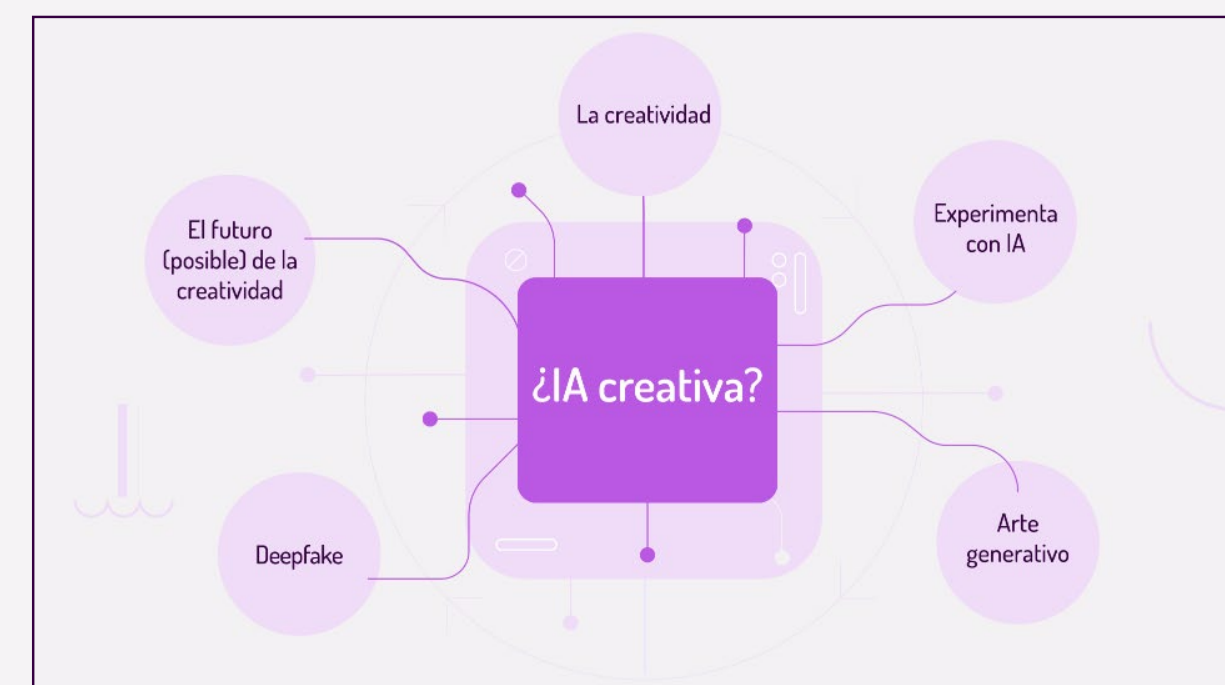 La creatividad
Experimenta
con IA
El futuro
(posible) de la
creatividad
¿IA creativa?
Deepfake
Arte
generativo